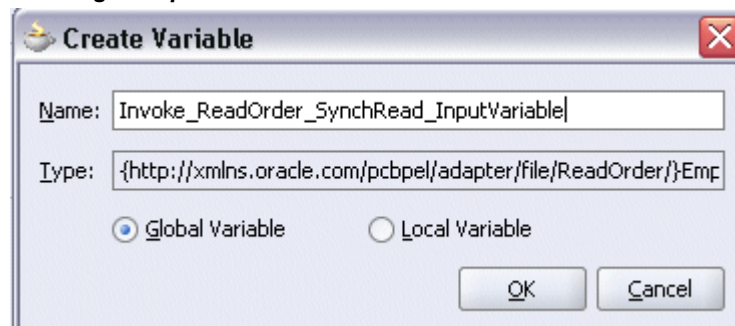 Create Variable
Name: Invoke_ReadOrder_SynchRead_InputVariable
Type: {http://xmlns.oracle.com/pcbpel/adapter/file/ReadOrder/}Emp
Global Variable Local Variable
OK Cancel